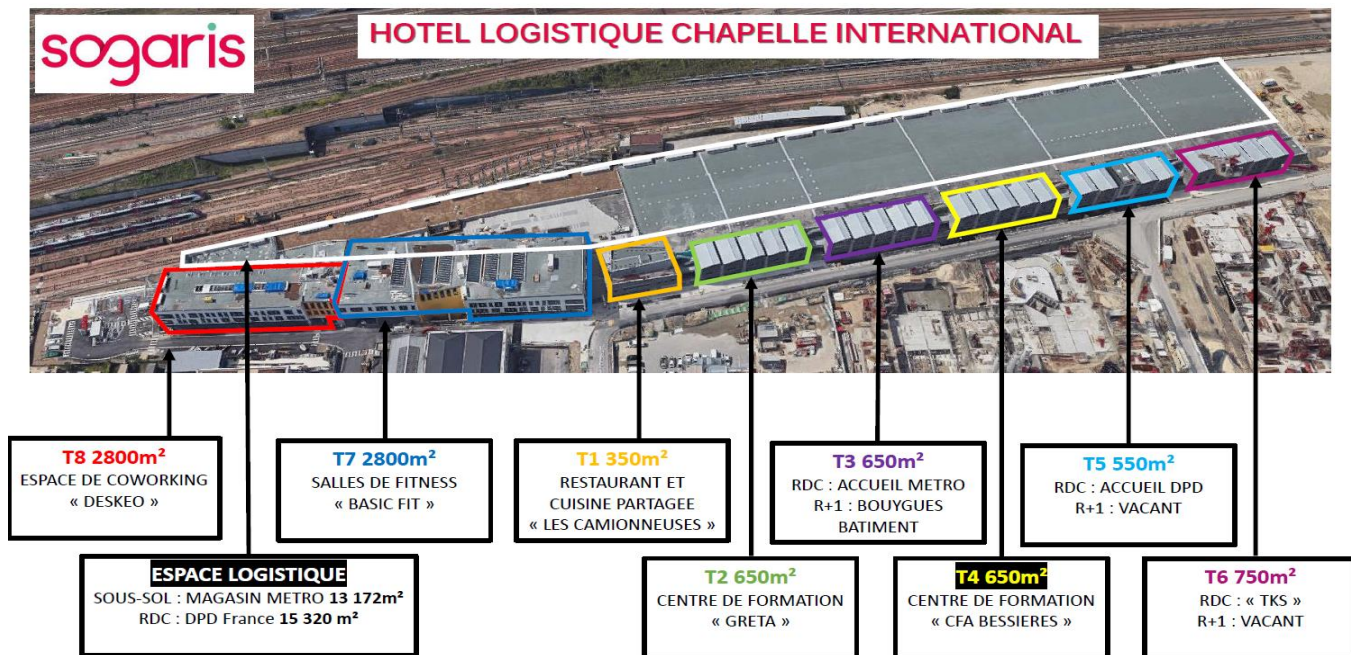 sogaris
HOTEL LOGISTIQUE CHAPELLE INTERNATIONAL
T8 2800m²
ESPACE DE COWORKING
« DESKEO »
T7 2800m²
SALLES DE FITNESS
« BASIC FIT »
T1 350m²
RESTAURANT ET
CUISINE PARTAGEE
« LES CAMIONNEUSES »
T3 650m²
RDC : ACCUEIL METRO
R+1 : BOUYGUES
BATIMENT
T5 550m²
RDC : ACCUEIL DPD
R+1 : VACANT
ESPACE LOGISTIQUE
SOUS-SOL : MAGASIN METRO 13 172m²
RDC : DPD France 15 320 m²
T2 650m²
CENTRE DE FORMATION
« GRETA »
T4 650m²
CENTRE DE FORMATION
« CFA BESSIERES »
T6 750m²
RDC : « TKS »
R+1 : VACANT